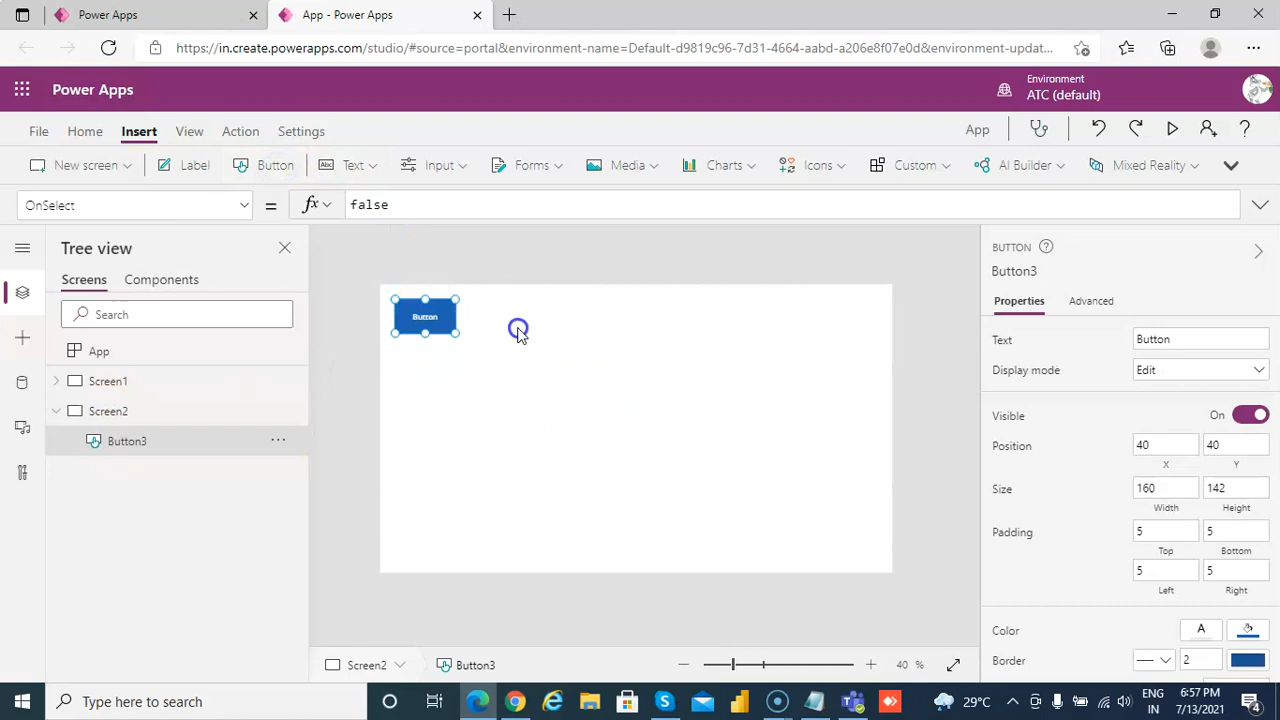 Power Apps
App - Power Apps
https://in.create.powerapps.com/studio/#source=portal&environment-name=Default-d9819c96-7d31-4664-aabd-a206e8f07e0d&environment-updat...
Power Apps
Environment
ATC (default)
File Home Insert View Action Settings App
New screen Label Button Text Input Forms Media Charts Icons Custom AI Builder Mixed Reality
OnSelect = fx false
Tree view
Screens Components
Search
App
Screen1
Screen2
Button3
Button
BUTTON
Button3
Properties Advanced
Text Button
Display mode Edit
Visible On
Position 40 40
X Y
Size 160 142
Width Height
Padding 5 5
Top Bottom
5 5
Left Right
Color A
Border 2
Screen2 Button3 40 %
Type here to search
29°C
ENG
IN
6:57 PM
7/13/2021
4